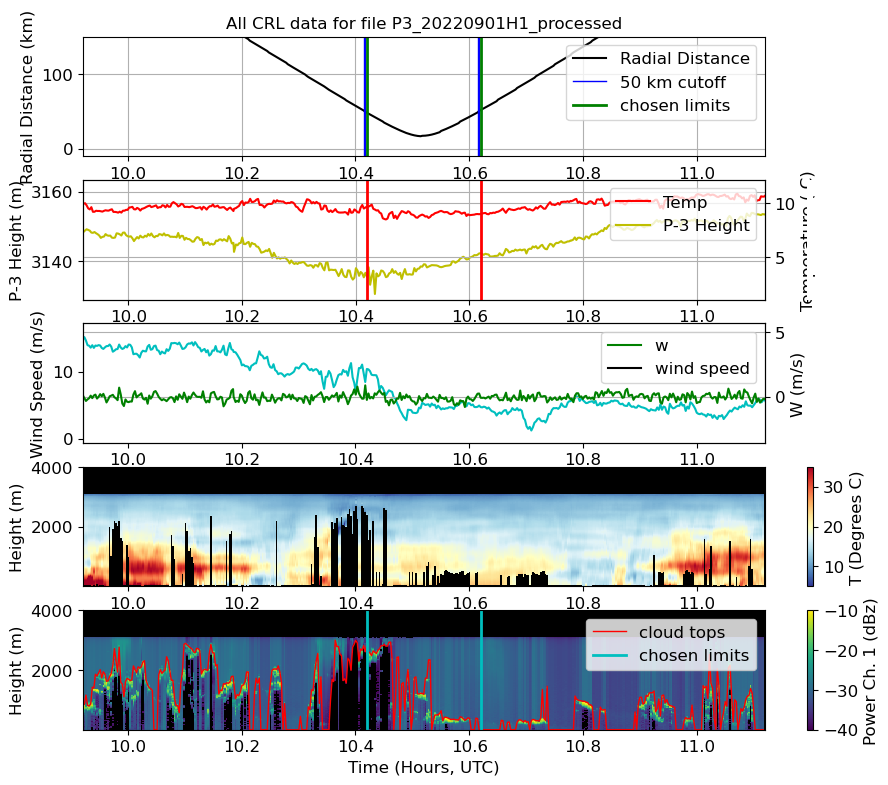 All CRL data for file P3_20220901H1_processed
Radial Distance (km)
100
0
Radial Distance
50 km cutoff
chosen limits
10.0 10.2 10.4 10.6 10.8 11.0
P-3 Height (m)
3160
3140
Temp
P-3 Height
10
5
10.0 10.2 10.4 10.6 10.8 11.0
Wind Speed (m/s)
10
0
w
wind speed
5
0
W (m/s)
10.0 10.2 10.4 10.6 10.8 11.0
Height (m)
4000
2000
30
20
10
T (Degrees C)
10.0 10.2 10.4 10.6 10.8 11.0
Height (m)
4000
2000
cloud tops
chosen limits
−10
−20
−30
−40
Power Ch. 1 (dBz)
10.0 10.2 10.4 10.6 10.8 11.0
Time (Hours, UTC)